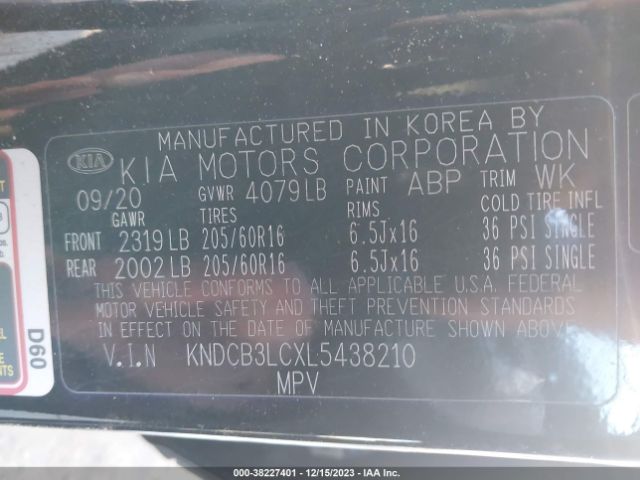 MANUFACTURED IN KOREA BY
KIA KIA MOTORS CORPORATION
09/20 GVWR 4079LB PAINT ABP TRIM WK
GAWR TIRES RIMS COLD TIRE INFL
FRONT 2319LB 205/60R16 6.5Jx16 36 PSI SINGLE
REAR 2002LB 205/60R16 6.5Jx16 36 PSI SINGLE
THIS VEHICLE CONFORMS TO ALL APPLICABLE U.S.A. FEDERAL
MOTOR VEHICLE SAFETY AND THEFT PREVENTION STANDARDS
IN EFFECT ON THE DATE OF MANUFACTURE SHOWN ABOVE.
V.I.N KNDCB3LCXL5438210
MPV
D60
000-38227401 - 12/15/2023 - IAA Inc.